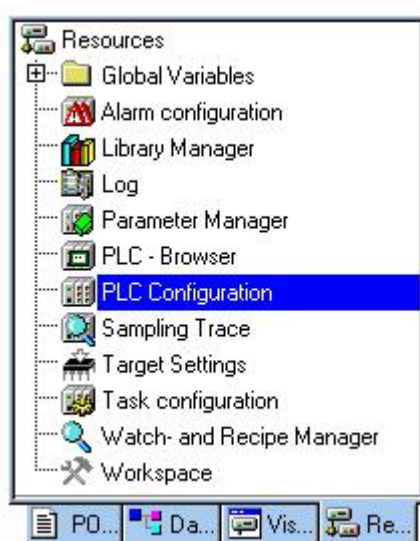 Resources
Global Variables
Alarm configuration
Library Manager
Log
Parameter Manager
PLC - Browser
PLC Configuration
Sampling Trace
Target Settings
Task configuration
Watch- and Recipe Manager
Workspace
PO... Da... Vis... Re...